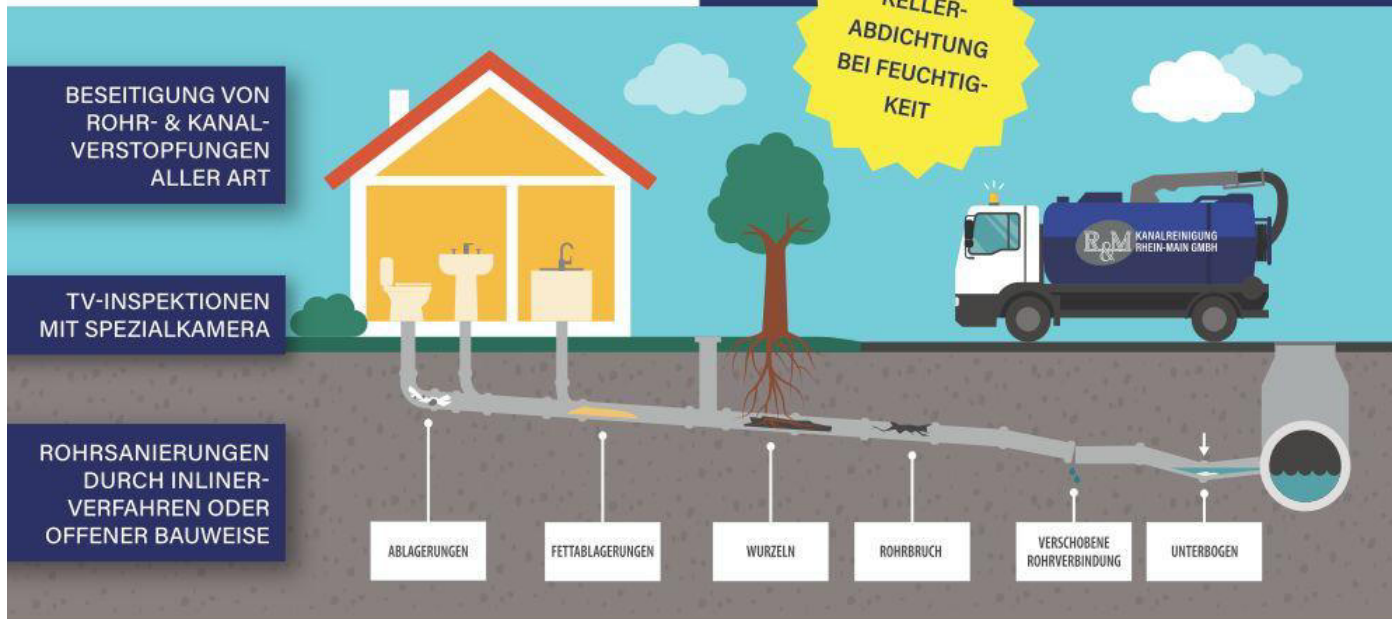 KELLER-
ABDICHTUNG
BEI FEUCHTIG-
KEIT
BESEITIGUNG VON
ROHR- & KANAL-
VERSTOPFUNGEN
ALLER ART
R&M KANALREINIGUNG
RHEIN-MAIN GMBH
TV-INSPEKTIONEN
MIT SPEZIALKAMERA
ROHRSANIERUNGEN
DURCH INLINER-
VERFAHREN ODER
OFFENER BAUWEISE
ABLAGERUNGEN
FETTABLAGERUNGEN
WURZELN
ROHRBRUCH
VERSCHOBENE
ROHRVERBINDUNG
UNTERBOGEN